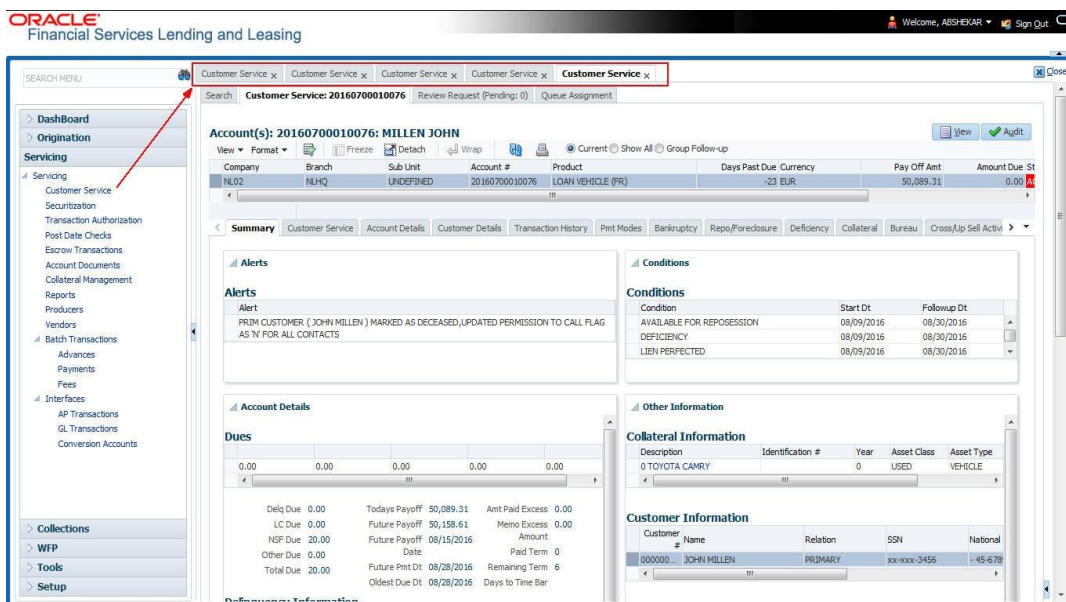 ORACLE
Financial Services Lending and Leasing
Welcome, ABSHEKAR
Sign Out
SEARCH MENU
Customer Service x Customer Service x Customer Service x Customer Service x Customer Service x
Close
Search Customer Service: 20160700010076 Review Request (Pending: 0) Queue Assignment
DashBoard
Origination
Servicing
Servicing
Customer Service
Securitization
Transaction Authorization
Post Date Checks
Escrow Transactions
Account Documents
Collateral Management
Reports
Producers
Vendors
Batch Transactions
Advances
Payments
Fees
Interfaces
AP Transactions
GL Transactions
Conversion Accounts
Collections
WFP
Tools
Setup
Account(s): 20160700010076: MILLEN JOHN
View Audit
View Format Freeze Detach Wrap Current Show All Group Follow-up
Company Branch Sub Unit Account # Product Days Past Due Currency Pay Off Amt Amount Due St
NL02 NLHQ UNDEFINED 20160700010076 LOAN VEHICLE (FR) -23 EUR 50,089.31 0.00
Summary Customer Service Account Details Customer Details Transaction History Pmt Modes Bankruptcy Repo/Foreclosure Deficiency Collateral Bureau Cross/Up Sell Activi
Alerts
Alerts
Alert
PRIM CUSTOMER ( JOHN MILLEN ) MARKED AS DECEASED,UPDATED PERMISSION TO CALL FLAG
AS 'N' FOR ALL CONTACTS
Conditions
Conditions
Condition Start Dt Followup Dt
AVAILABLE FOR REPOSESSION 08/09/2016 08/30/2016
DEFICIENCY 08/09/2016 08/30/2016
LIEN PERFECTED 08/09/2016 08/30/2016
Account Details
Dues
0.00 0.00 0.00 0.00 0.00
Delq Due 0.00 Todays Payoff 50,089.31 Amt Paid Excess 0.00
LC Due 0.00 Future Payoff 50,158.61 Memo Excess 0.00
Amount
NSF Due 20.00 Future Payoff 08/15/2016
Date
Other Due 0.00 Paid Term 0
Total Due 20.00 Future Pmt Dt 08/28/2016 Remaining Term 6
Oldest Due Dt 08/28/2016 Days to Time Bar
Delinquency Information
Other Information
Collateral Information
Description Identification # Year Asset Class Asset Type
0 TOYOTA CAMRY 0 USED VEHICLE
Customer Information
Customer # Name Relation SSN National
000000... JOHN MILLEN PRIMARY xx-xxx-3456